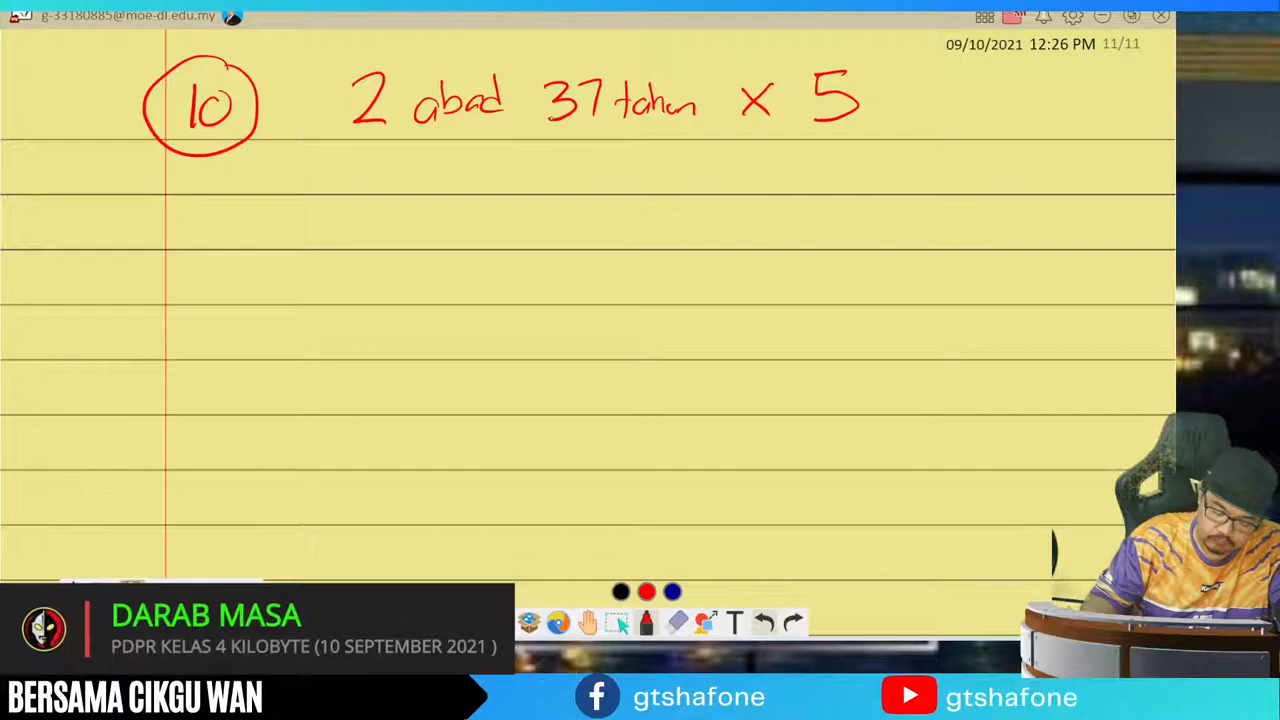 g-33180885@moe-dl.edu.my
09/10/2021 12:26 PM 11/11
10 2 abad 37 tahun x 5
T
DARAB MASA
PDPR KELAS 4 KILOBYTE (10 SEPTEMBER 2021 )
BERSAMA CIKGU WAN
gtshafone
gtshafone